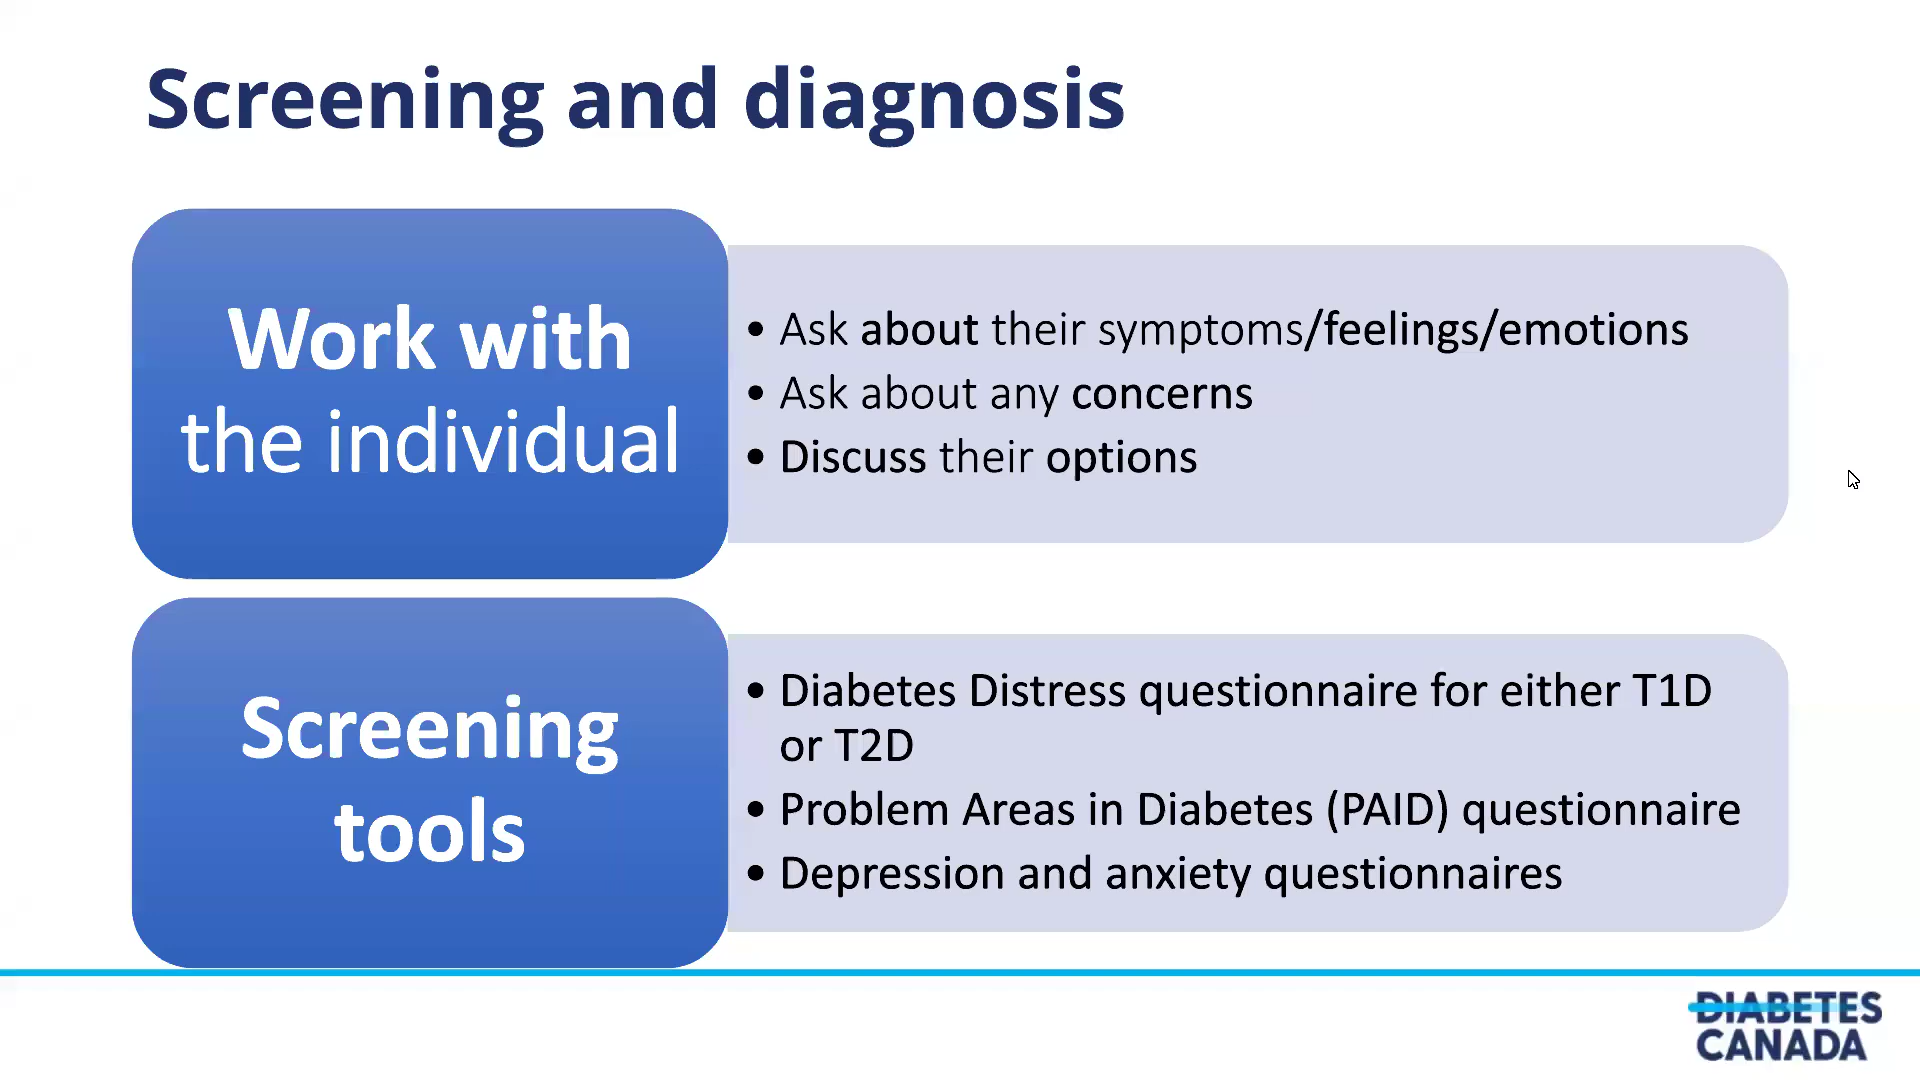 Screening and diagnosis
Work with
the individual
• Ask about their symptoms/feelings/emotions
• Ask about any concerns
• Discuss their options
Screening
tools
• Diabetes Distress questionnaire for either T1D
or T2D
• Problem Areas in Diabetes (PAID) questionnaire
• Depression and anxiety questionnaires
DIABETES
CANADA